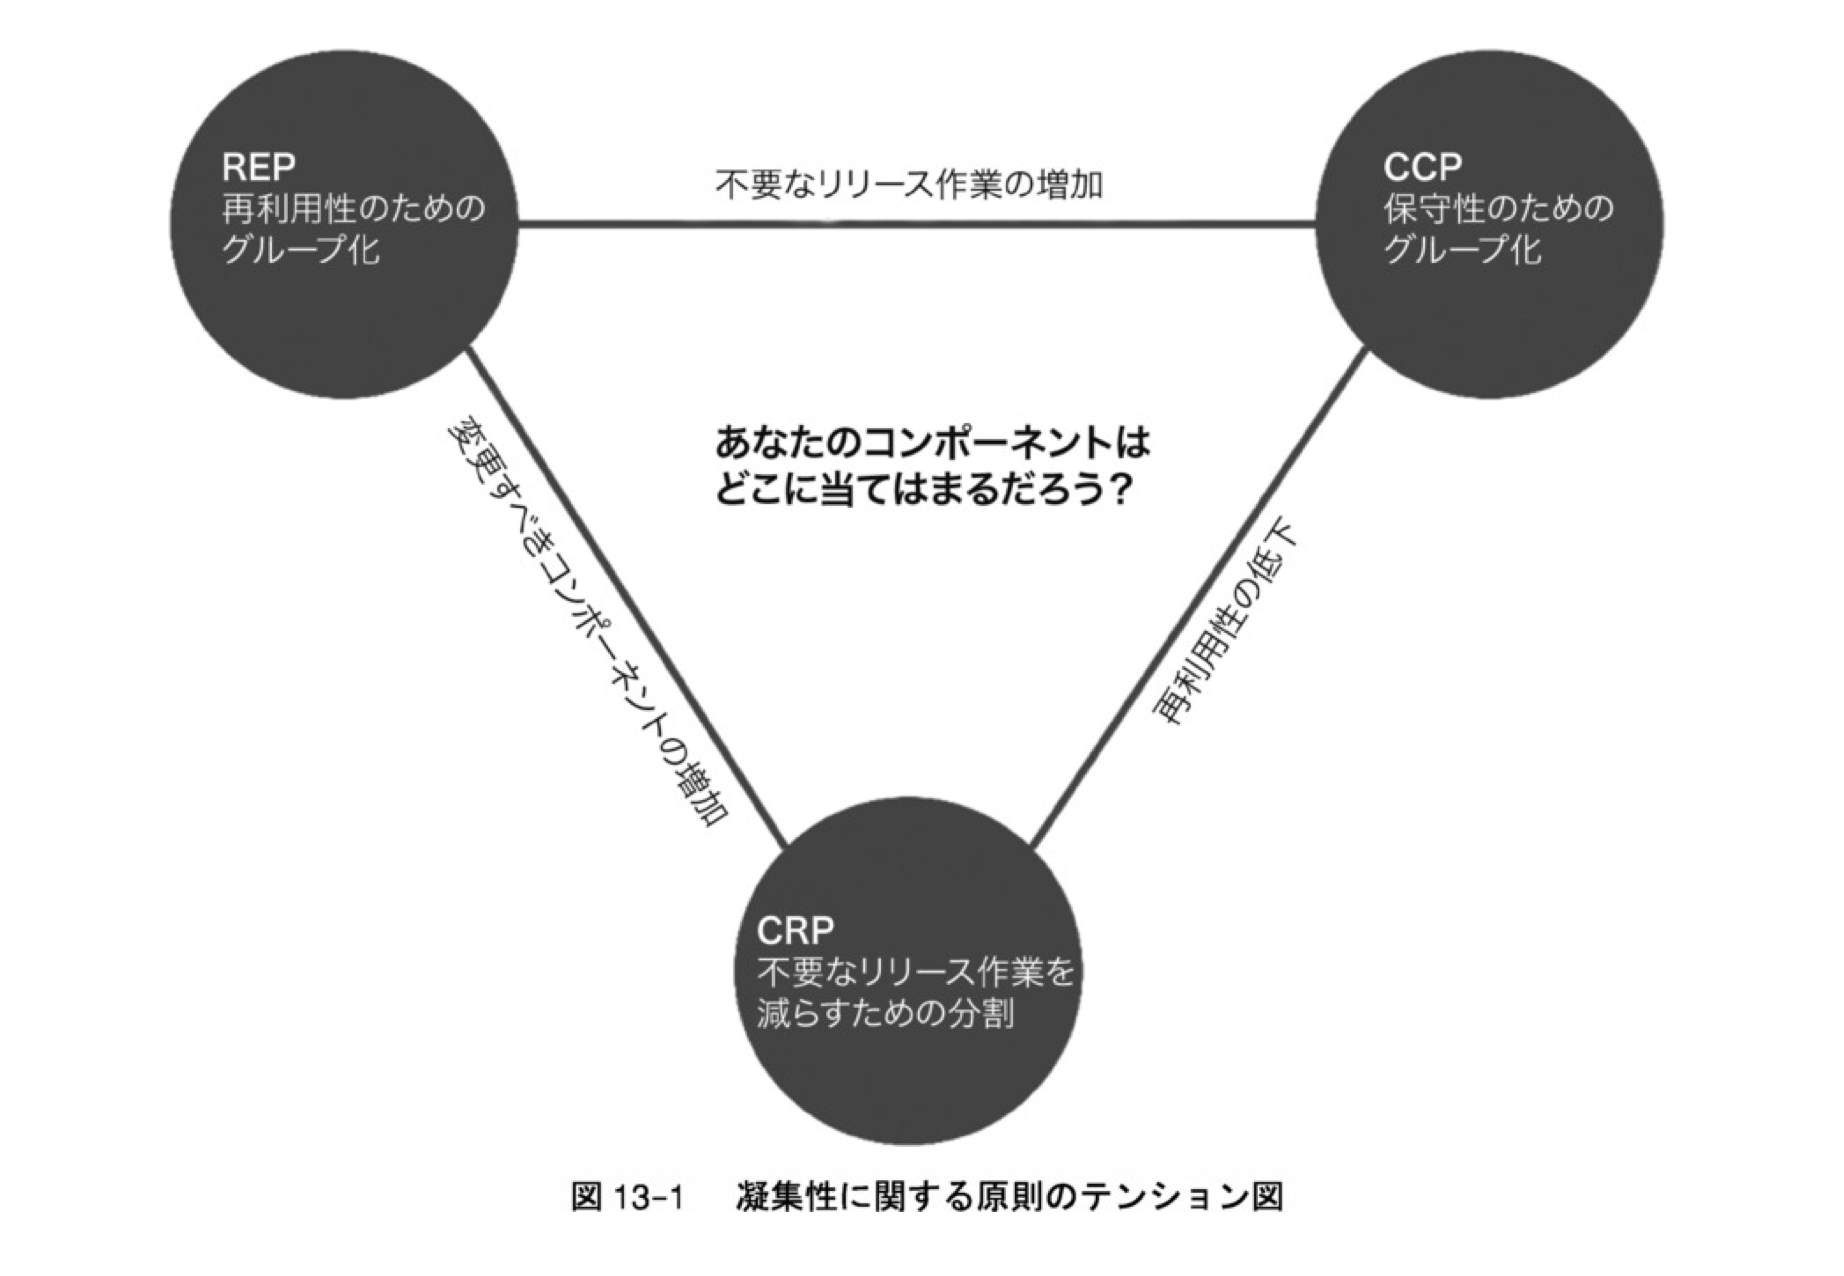 REP
再利用性のための
グループ化
不要なリリース作業の増加
CCP
保守性のための
グループ化
あなたのコンポーネントは
どこに当てはまるだろう？
変更すべきコンポーネントの増加
再利用性の低下
CRP
不要なリリース作業を
減らすための分割
図 13-1 凝集性に関する原則のテンション図